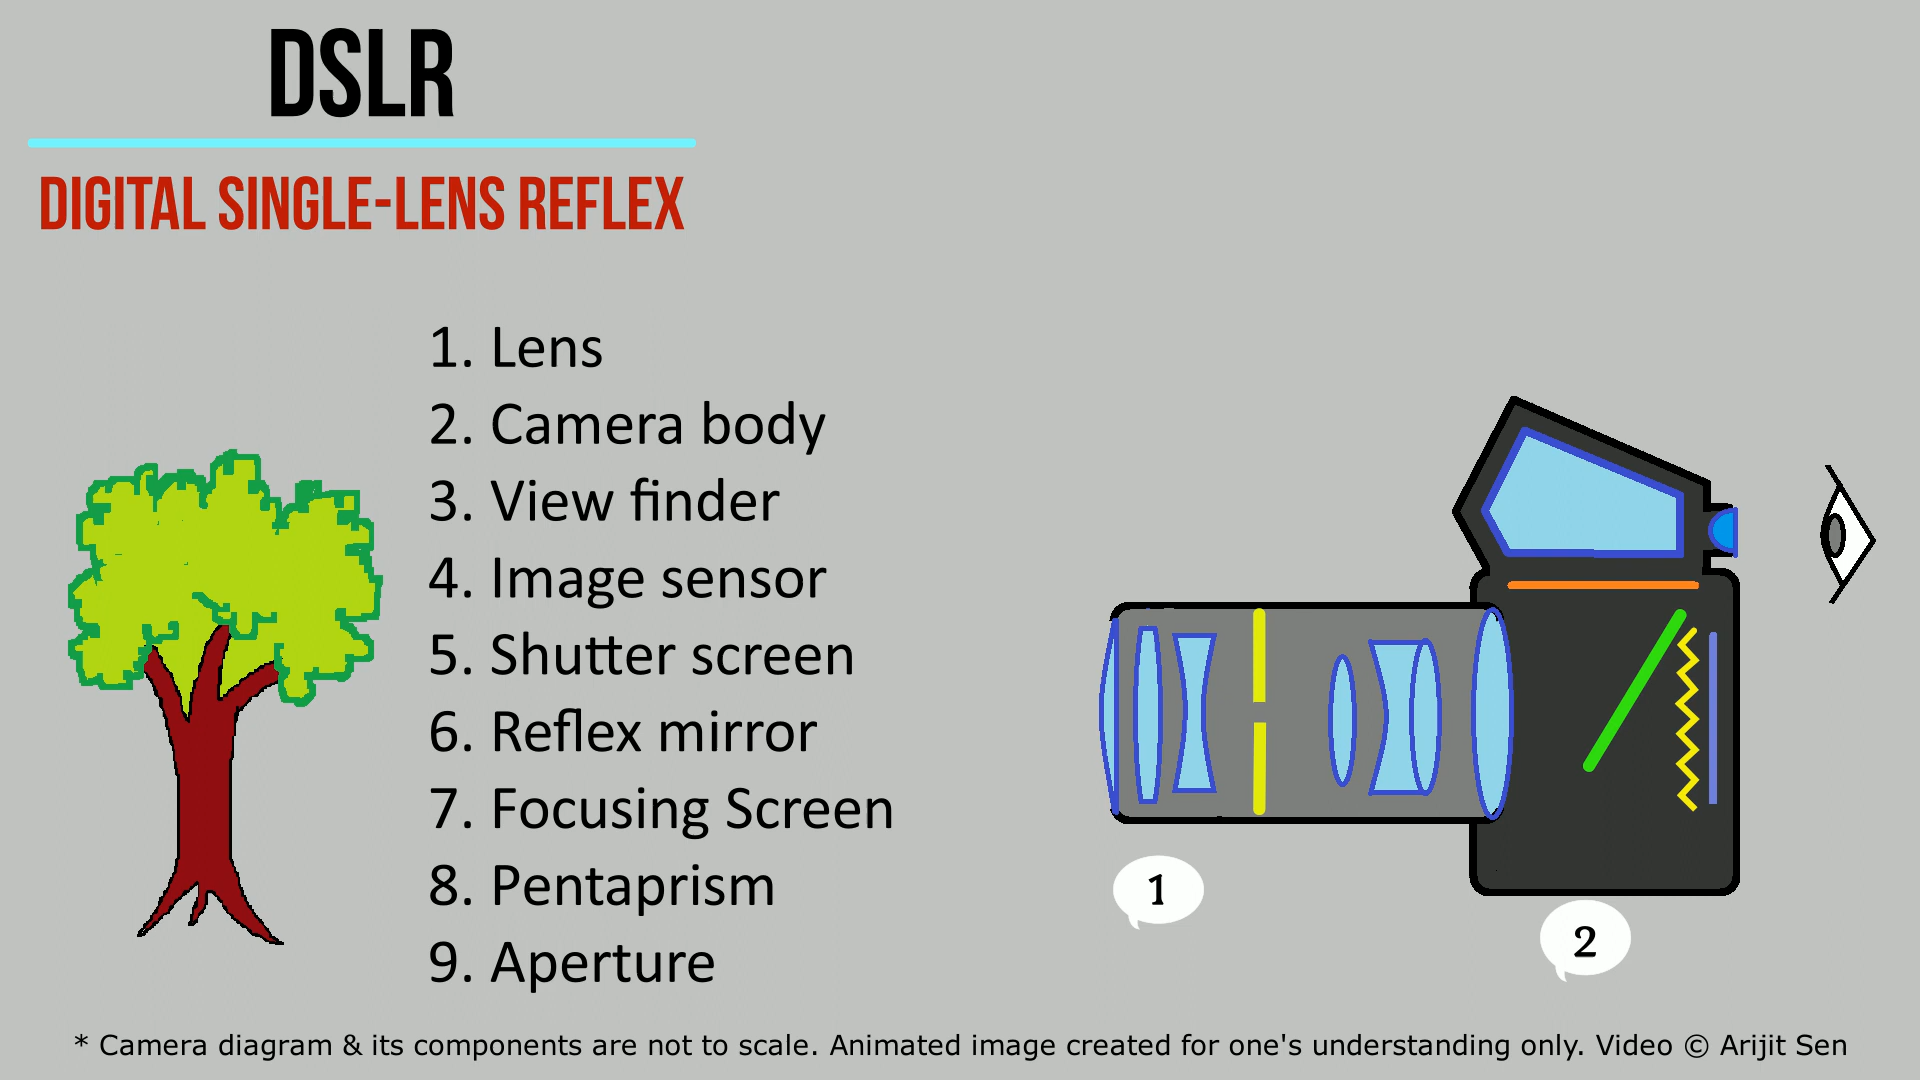 DSLR
DIGITAL SINGLE-LENS REFLEX
1. Lens
2. Camera body
3. View finder
4. Image sensor
5. Shutter screen
6. Reflex mirror
7. Focusing Screen
8. Pentaprism
9. Aperture
1
2
* Camera diagram & its components are not to scale. Animated image created for one's understanding only. Video © Arijit Sen